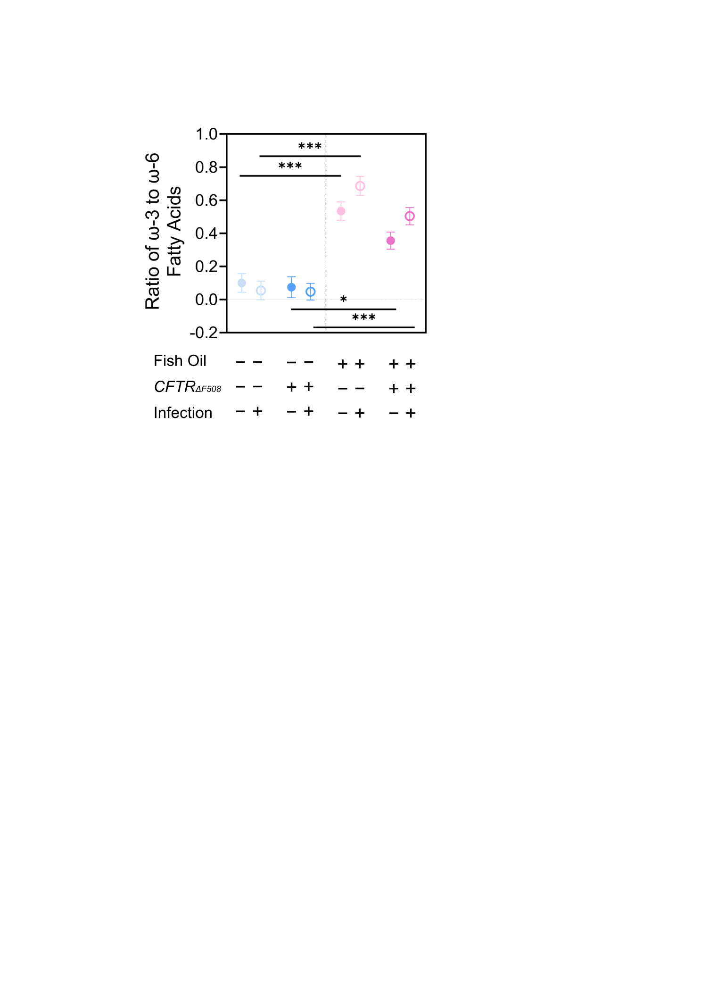 1.0
***
0.8
***
0.6
0.4
0.2
0.0
*
***
-0.2
Ratio of ω-3 to ω-6
Fatty Acids
Fish Oil − − − − + + + +
CFTRΔF508 − − + + − − + +
Infection − + − + − + − +